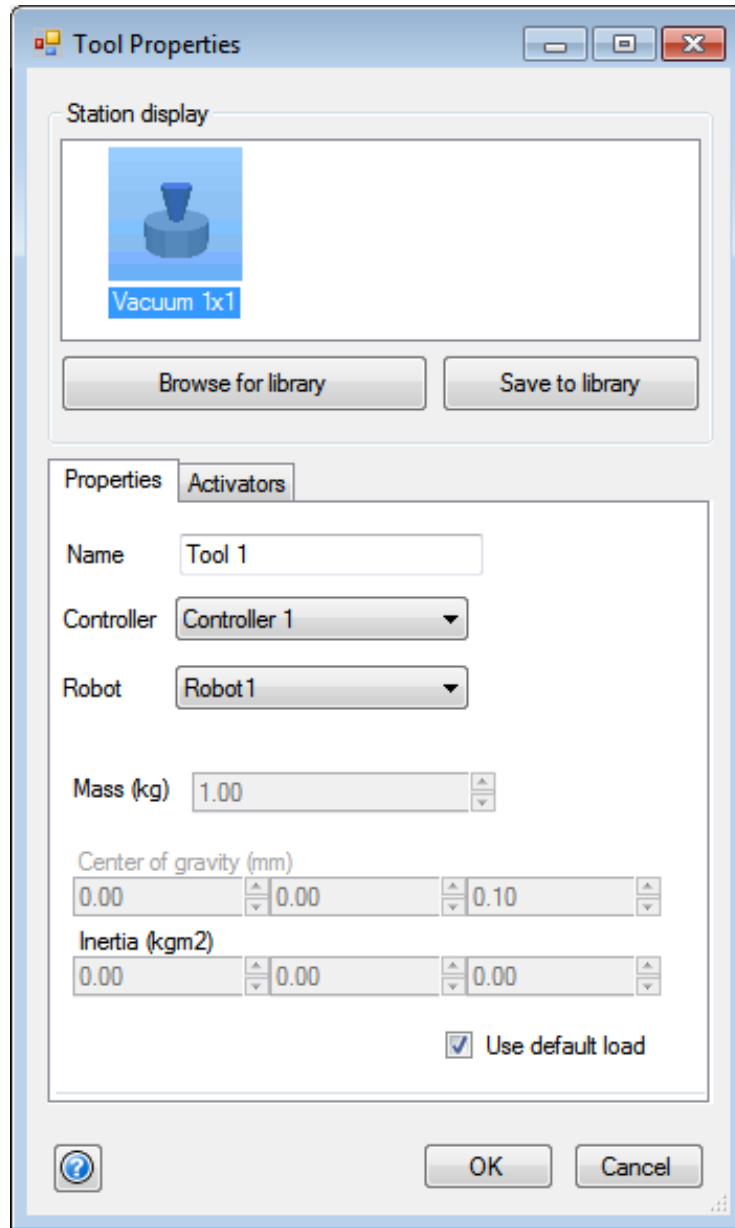 Tool Properties
Station display
Vacuum 1x1
Browse for library Save to library
Properties Activators
Name Tool 1
Controller Controller 1
Robot Robot1
Mass (kg) 1.00
Center of gravity (mm)
0.00 0.00 0.10
Inertia (kgm2)
0.00 0.00 0.00
Use default load
OK Cancel